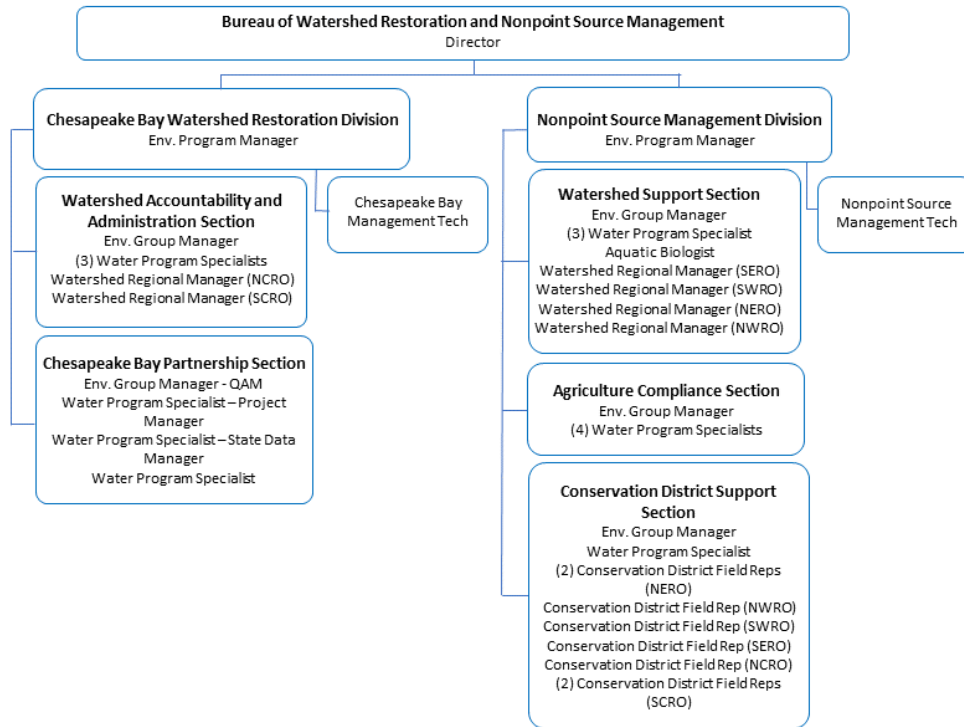 Bureau of Watershed Restoration and Nonpoint Source Management
Director
Chesapeake Bay Watershed Restoration Division
Env. Program Manager
Chesapeake Bay
Management Tech
Watershed Accountability and
Administration Section
Env. Group Manager
(3) Water Program Specialists
Watershed Regional Manager (NCRO)
Watershed Regional Manager (SCRO)
Chesapeake Bay Partnership Section
Env. Group Manager - QAM
Water Program Specialist – Project
Manager
Water Program Specialist – State Data
Manager
Water Program Specialist
Nonpoint Source Management Division
Env. Program Manager
Nonpoint Source
Management Tech
Watershed Support Section
Env. Group Manager
(3) Water Program Specialist
Aquatic Biologist
Watershed Regional Manager (SERO)
Watershed Regional Manager (SWRO)
Watershed Regional Manager (NERO)
Watershed Regional Manager (NWRO)
Agriculture Compliance Section
Env. Group Manager
(4) Water Program Specialists
Conservation District Support
Section
Env. Group Manager
Water Program Specialist
(2) Conservation District Field Reps
(NERO)
Conservation District Field Rep (NWRO)
Conservation District Field Rep (SWRO)
Conservation District Field Rep (SERO)
Conservation District Field Rep (NCRO)
(2) Conservation District Field Reps
(SCRO)